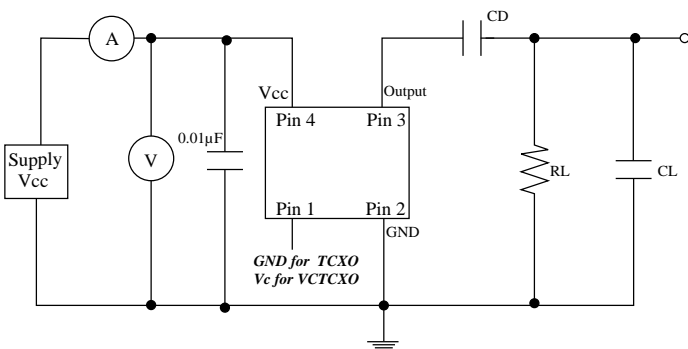 A
CD
Vcc
Output
Pin 4
Pin 3
0.01µF
Supply
Vcc
V
RL
CL
Pin 1
Pin 2
GND
GND for TCXO
Vc for VCTCXO